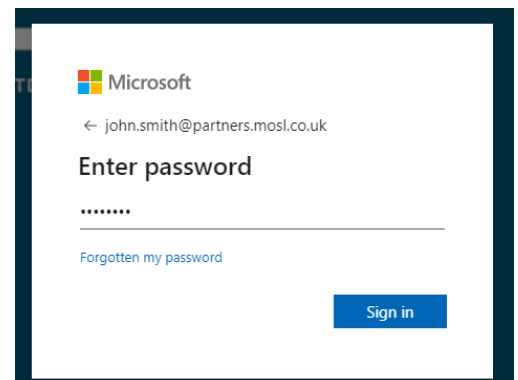 Microsoft
← john.smith@partners.mosl.co.uk
Enter password
••••••••
Forgotten my password
Sign in